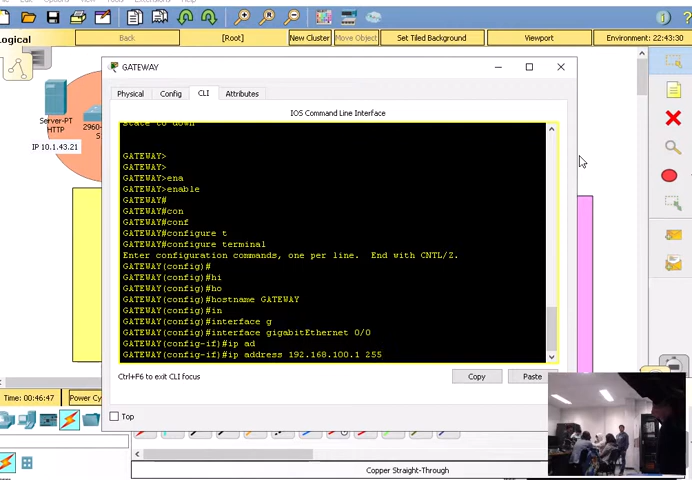 Logical
Back
[Root]
New Cluster
Move Object
Set Tiled Background
Viewport
Environment: 22:43:30
GATEWAY
Physical
Config
CLI
Attributes
IOS Command Line Interface
state to down
GATEWAY>
GATEWAY>
GATEWAY>ena
GATEWAY>enable
GATEWAY#
GATEWAY#con
GATEWAY#conf
GATEWAY#configure t
GATEWAY#configure terminal
Enter configuration commands, one per line. End with CNTL/Z.
GATEWAY(config)#
GATEWAY(config)#hi
GATEWAY(config)#ho
GATEWAY(config)#hostname GATEWAY
GATEWAY(config)#in
GATEWAY(config)#interface g
GATEWAY(config)#interface gigabitEthernet 0/0
GATEWAY(config-if)#ip ad
GATEWAY(config-if)#ip address 192.168.100.1 255
Server-PT
HTTP
2960-
IP 10.1.43.21
Ctrl+F6 to exit CLI focus
Copy
Paste
Top
Time: 00:46:47
Power Cy
Copper Straight-Through